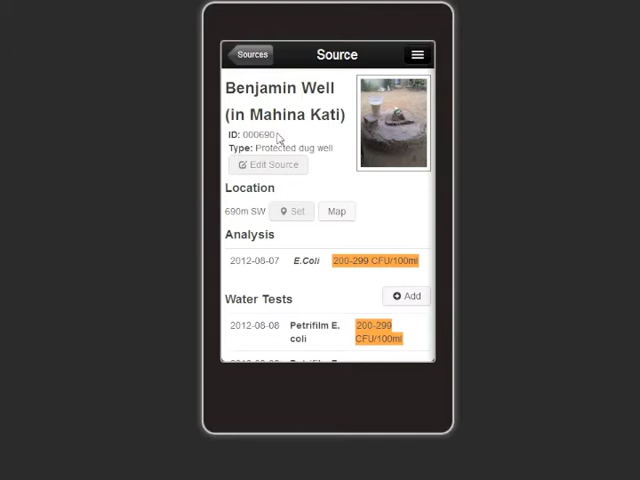 Sources
Source
Benjamin Well
(in Mahina Kati)
ID: 000690
Type: Protected dug well
Edit Source
Location
690m SW
Set
Map
Analysis
2012-08-07 E.Coli 200-299 CFU/100ml
Water Tests
Add
2012-08-08 Petrifilm E. 200-299
coli CFU/100ml